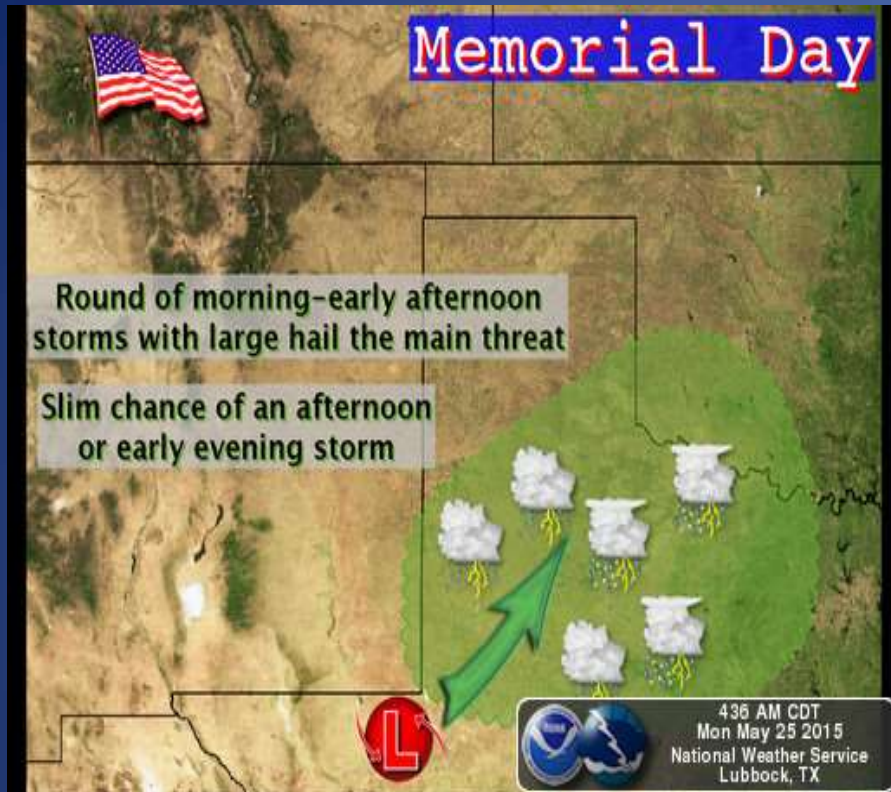 Memorial Day
Round of morning-early afternoon
storms with large hail the main threat
Slim chance of an afternoon
or early evening storm
L
436 AM CDT
Mon May 25 2015
National Weather Service
Lubbock, TX